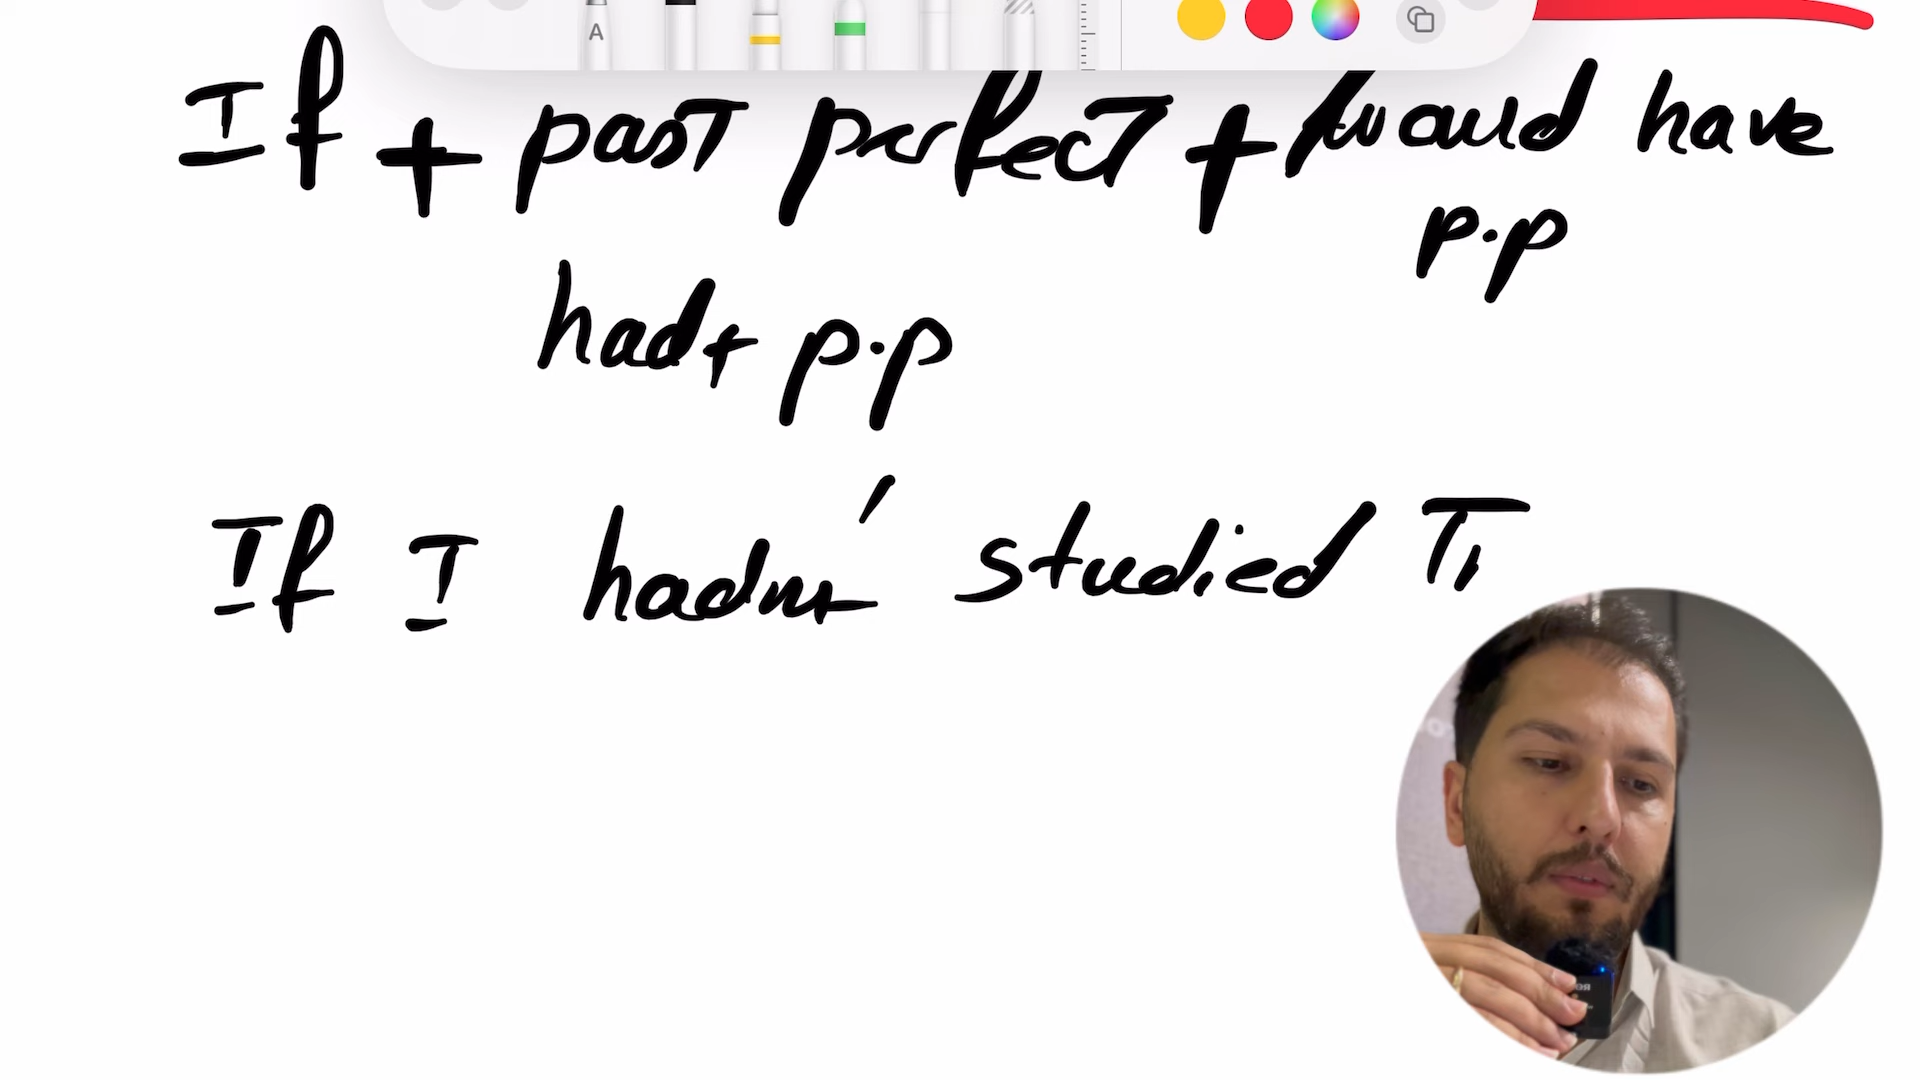 If + past perfect + would have
p.p
had + p.p
If I hadn't studied
A